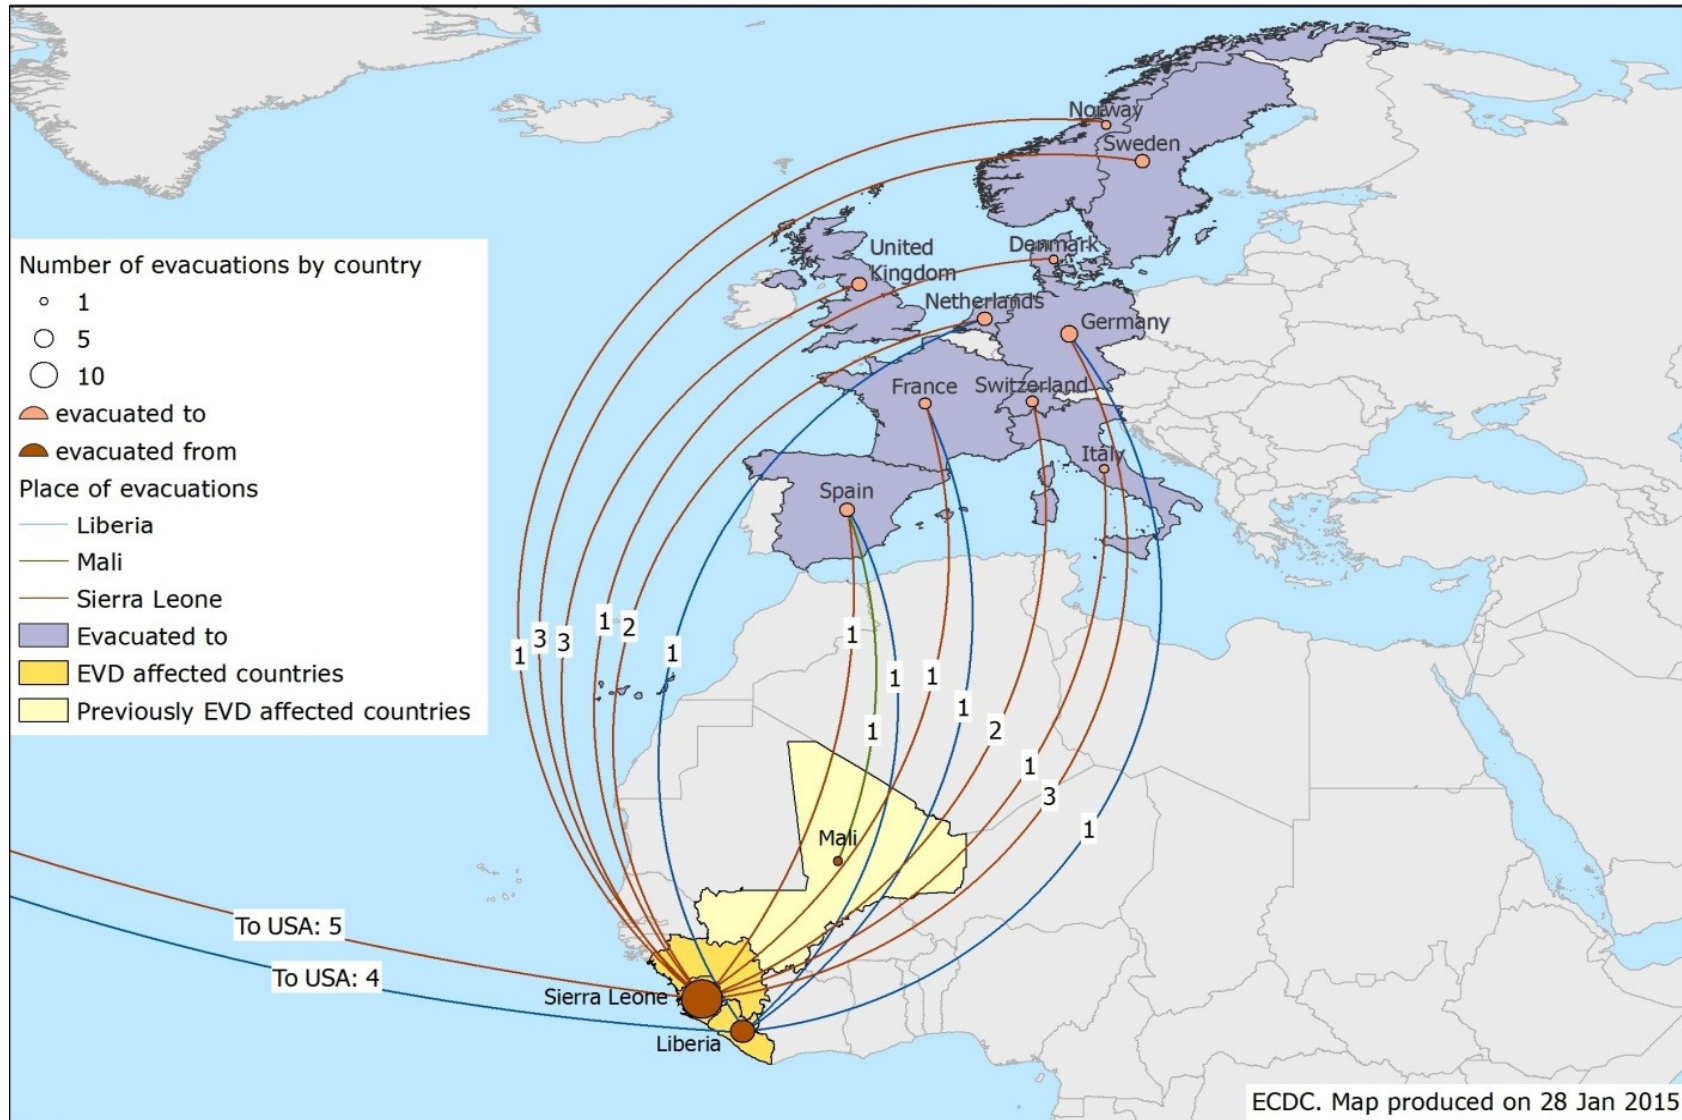 Norway
Sweden
United
Kingdom
Denmark
Netherlands
Germany
France
Switzerland
Italy
Spain
Number of evacuations by country
1
5
10
evacuated to
evacuated from
Place of evacuations
Liberia
Mali
Sierra Leone
Evacuated to
EVD affected countries
Previously EVD affected countries
1
3
3
1
2
1
1
1
1
1
1
2
1
3
1
Mali
To USA: 5
To USA: 4
Sierra Leone
Liberia
ECDC. Map produced on 28 Jan 2015